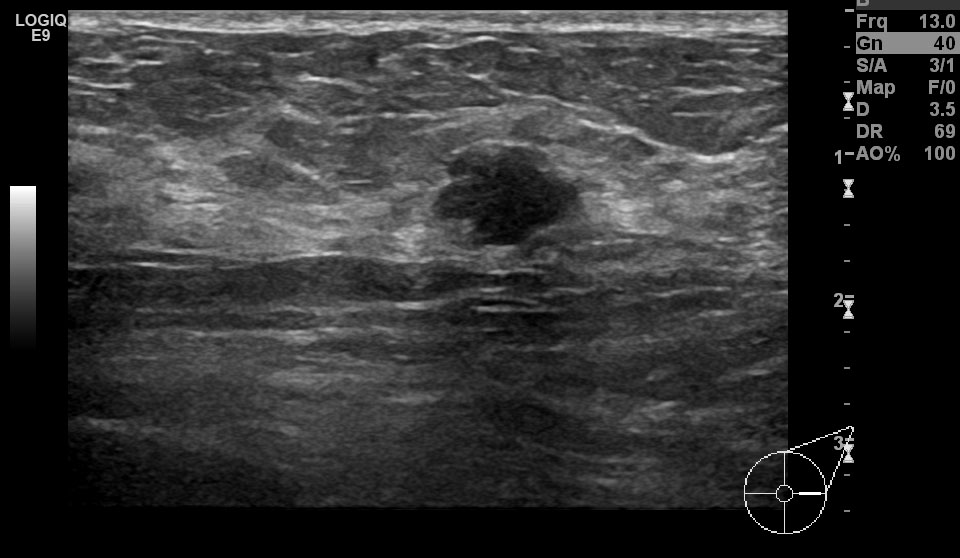 LOGIQ
E9
B
Frq 13.0
Gn 40
S/A 3/1
Map F/0
D 3.5
DR 69
AO% 100
1
2
3